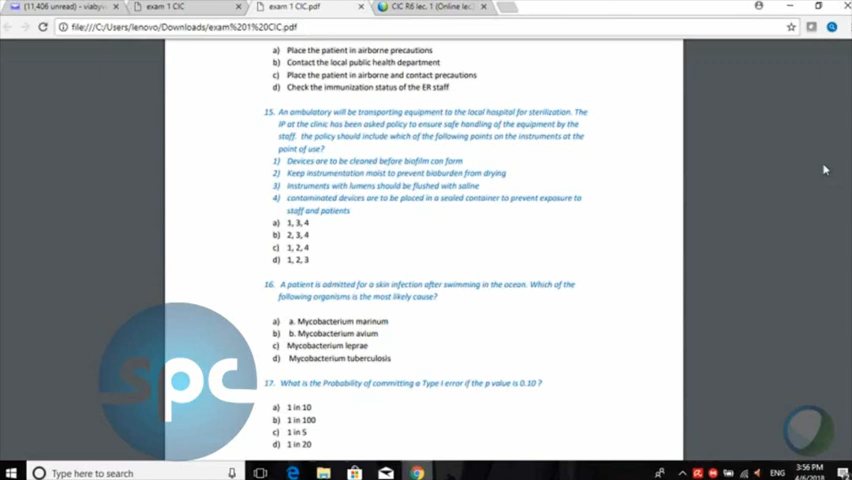 (11,406 unread) - viaby
exam 1 CIC
exam 1 CIC.pdf
CIC R6 lec. 1 (Online lec
file:///C:/Users/lenovo/Downloads/exam%201%20CIC.pdf
a) Place the patient in airborne precautions
b) Contact the local public health department
c) Place the patient in airborne and contact precautions
d) Check the immunization status of the ER staff
15. An ambulatory will be transporting equipment to the local hospital for sterilization. The
IP at the clinic has been asked policy to ensure safe handling of the equipment by the
staff. the policy should include which of the following points on the instruments at the
point of use?
1) Devices are to be cleaned before biofilm can form
2) Keep instrumentation moist to prevent bioburden from drying
3) Instruments with lumens should be flushed with saline
4) contaminated devices are to be placed in a sealed container to prevent exposure to
staff and patients
a) 1, 3, 4
b) 2, 3, 4
c) 1, 2, 4
d) 1, 2, 3
16. A patient is admitted for a skin infection after swimming in the ocean. Which of the
following organisms is the most likely cause?
a) a. Mycobacterium marinum
b) b. Mycobacterium avium
c) Mycobacterium leprae
d) Mycobacterium tuberculosis
spc
17. What is the Probability of committing a Type I error if the p value is 0.10 ?
a) 1 in 10
b) 1 in 100
c) 1 in 5
d) 1 in 20
Type here to search
ENG
3:56 PM
4/6/2018